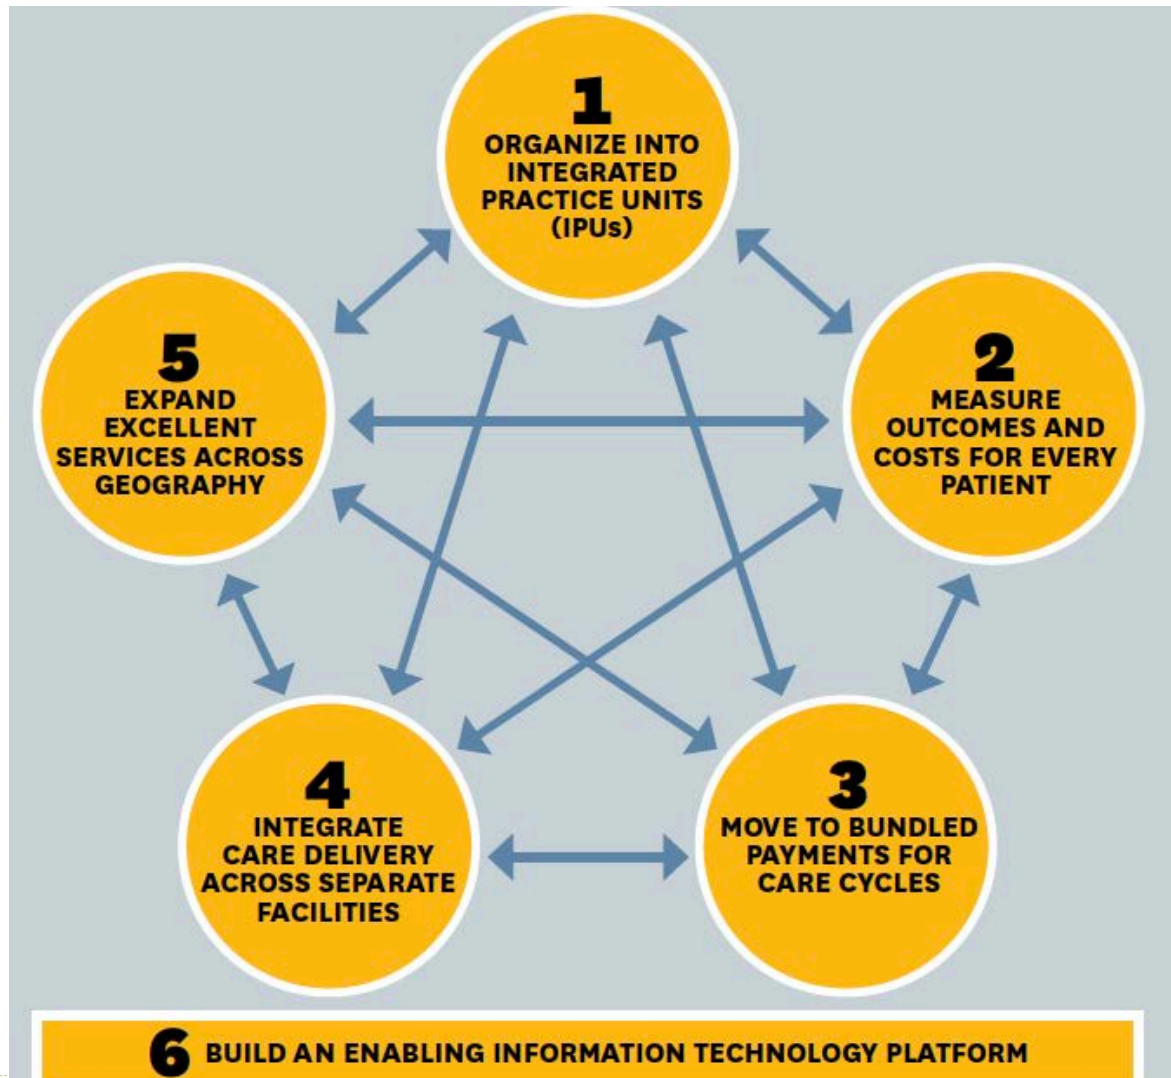 1
ORGANIZE INTO
INTEGRATED
PRACTICE UNITS
(IPUs)
2
MEASURE
OUTCOMES AND
COSTS FOR EVERY
PATIENT
3
MOVE TO BUNDLED
PAYMENTS FOR
CARE CYCLES
4
INTEGRATE
CARE DELIVERY
ACROSS SEPARATE
FACILITIES
5
EXPAND
EXCELLENT
SERVICES ACROSS
GEOGRAPHY
6 BUILD AN ENABLING INFORMATION TECHNOLOGY PLATFORM